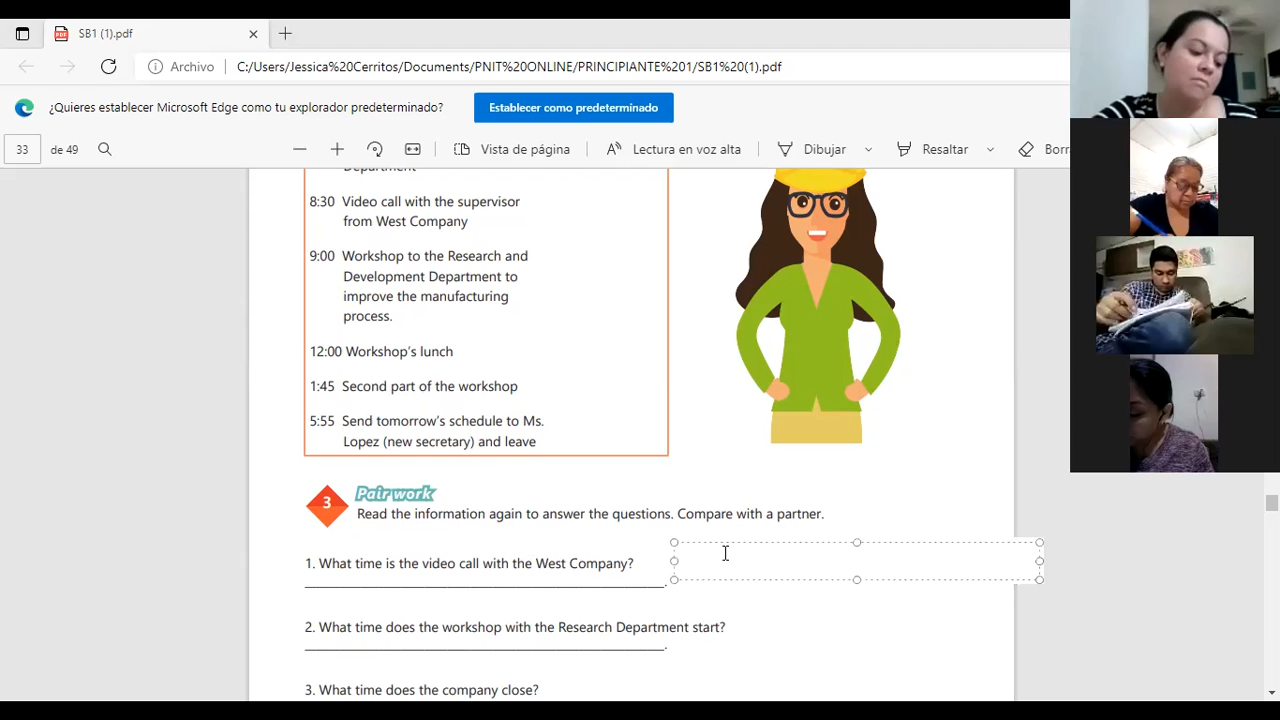 SB1 (1).pdf
Archivo C:/Users/Jessica%20Cerritos/Documents/PNIT%20ONLINE/PRINCIPIANTE%201/SB1%20(1).pdf
¿Quieres establecer Microsoft Edge como tu explorador predeterminado? Establecer como predeterminado
33 de 49 Vista de página Lectura en voz alta Dibujar Resaltar Borr
Department
8:30 Video call with the supervisor
from West Company
9:00 Workshop to the Research and
Development Department to
improve the manufacturing
process.
12:00 Workshop's lunch
1:45 Second part of the workshop
5:55 Send tomorrow's schedule to Ms.
Lopez (new secretary) and leave
3 Pair work
Read the information again to answer the questions. Compare with a partner.
1. What time is the video call with the West Company?
2. What time does the workshop with the Research Department start?
3. What time does the company close?